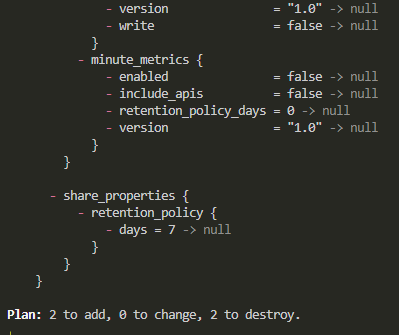 - version = "1.0" -> null
- write = false -> null
}
- minute_metrics {
- enabled = false -> null
- include_apis = false -> null
- retention_policy_days = 0 -> null
- version = "1.0" -> null
}
}
- share_properties {
- retention_policy {
- days = 7 -> null
}
}
}
Plan: 2 to add, 0 to change, 2 to destroy.